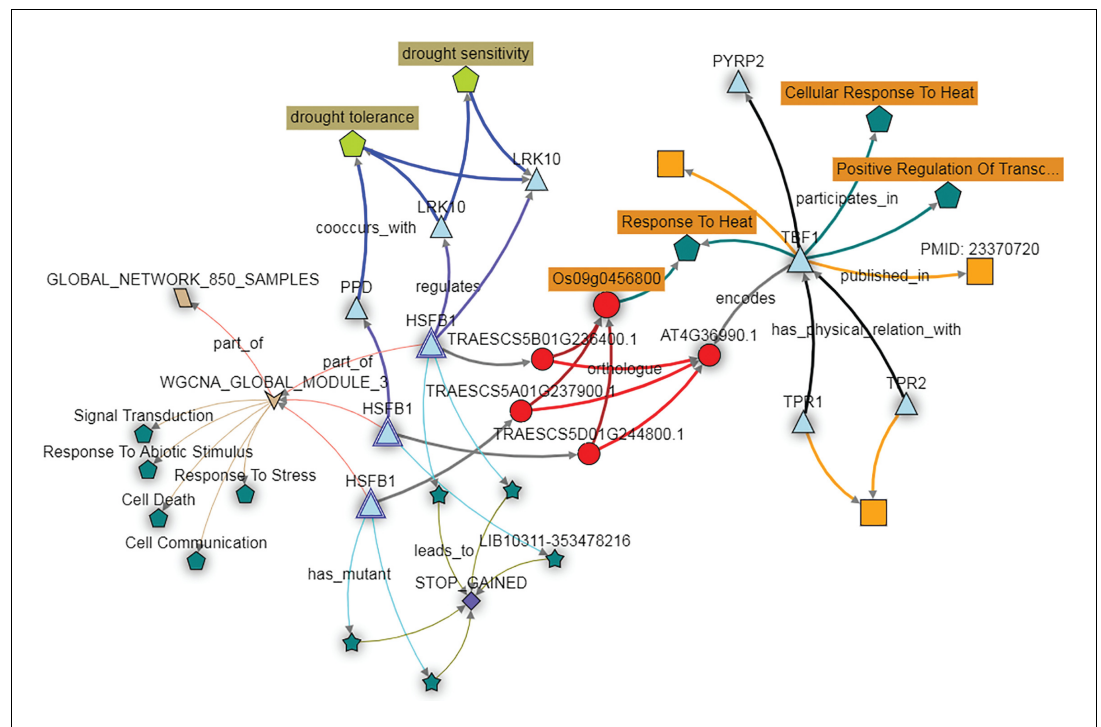 drought sensitivity
PYRP2
Cellular Response To Heat
drought tolerance
LRK10
Positive Regulation Of Transc...
participates_in
LRK10
cooccurs_with
Response To Heat
TBF1
PMID: 23370720
published_in
GLOBAL_NETWORK_850_SAMPLES
PPD
regulates
Os09g0456800
encodes
HSFB1
TRAESCS5B01G236400.1
AT4G36990.1
has_physical_relation_with
part_of
part_of
orthologue
WGCNA_GLOBAL_MODULE_3
TRAESCS5A01G237900.1
TPR2
TPR1
HSFB1
Signal Transduction
TRAESCS5D01G244800.1
Response To Abiotic Stimulus
Response To Stress
HSFB1
Cell Death
Cell Communication
LIB10311-353478216
leads_to
has_mutant
STOP_GAINED